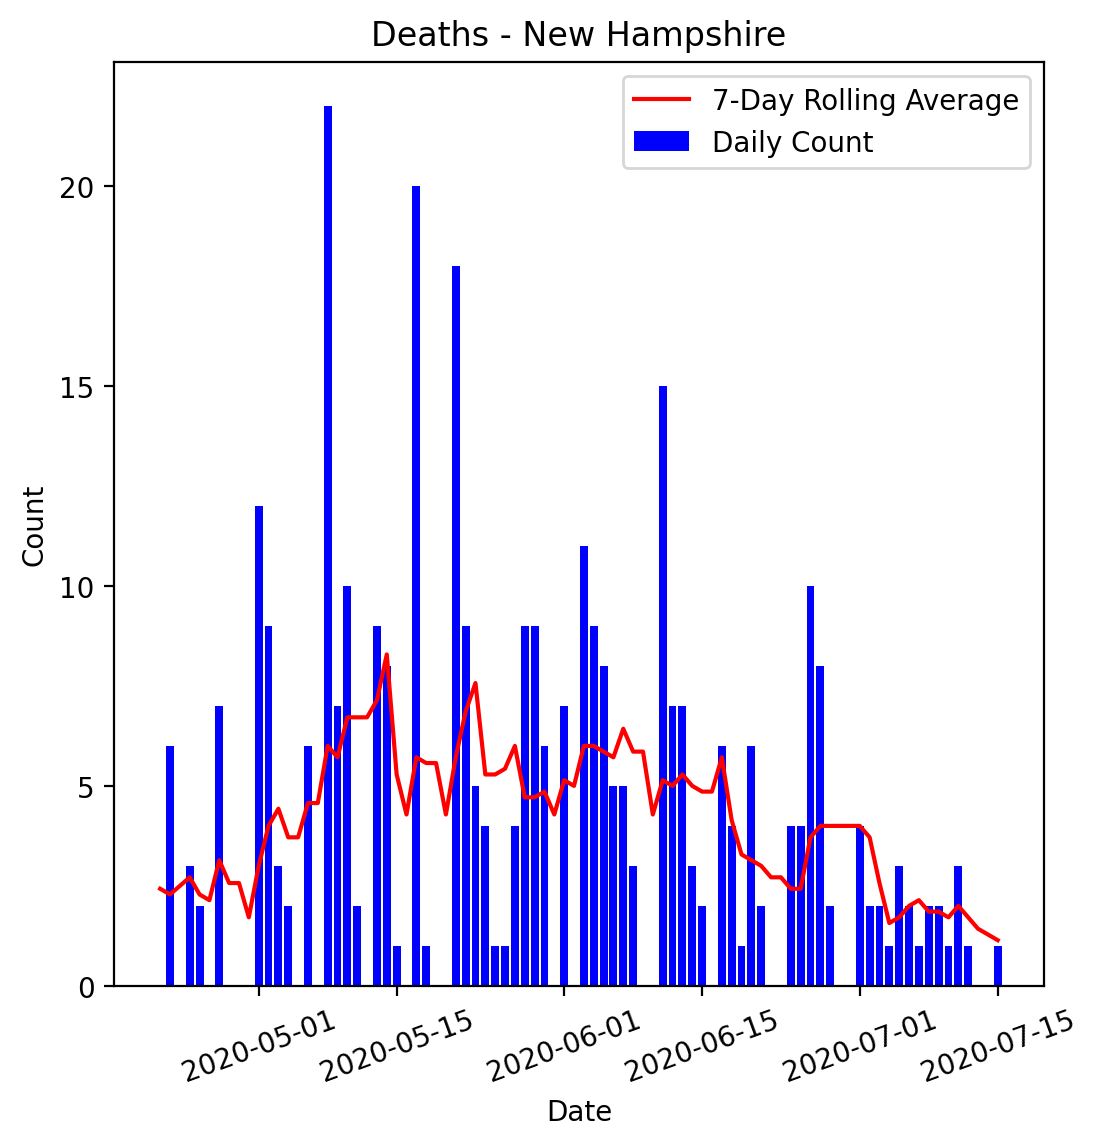 Deaths - New Hampshire
7-Day Rolling Average
Daily Count
20
15
10
5
0
Count
2020-05-01
2020-05-15
2020-06-01
2020-06-15
2020-07-01
2020-07-15
Date